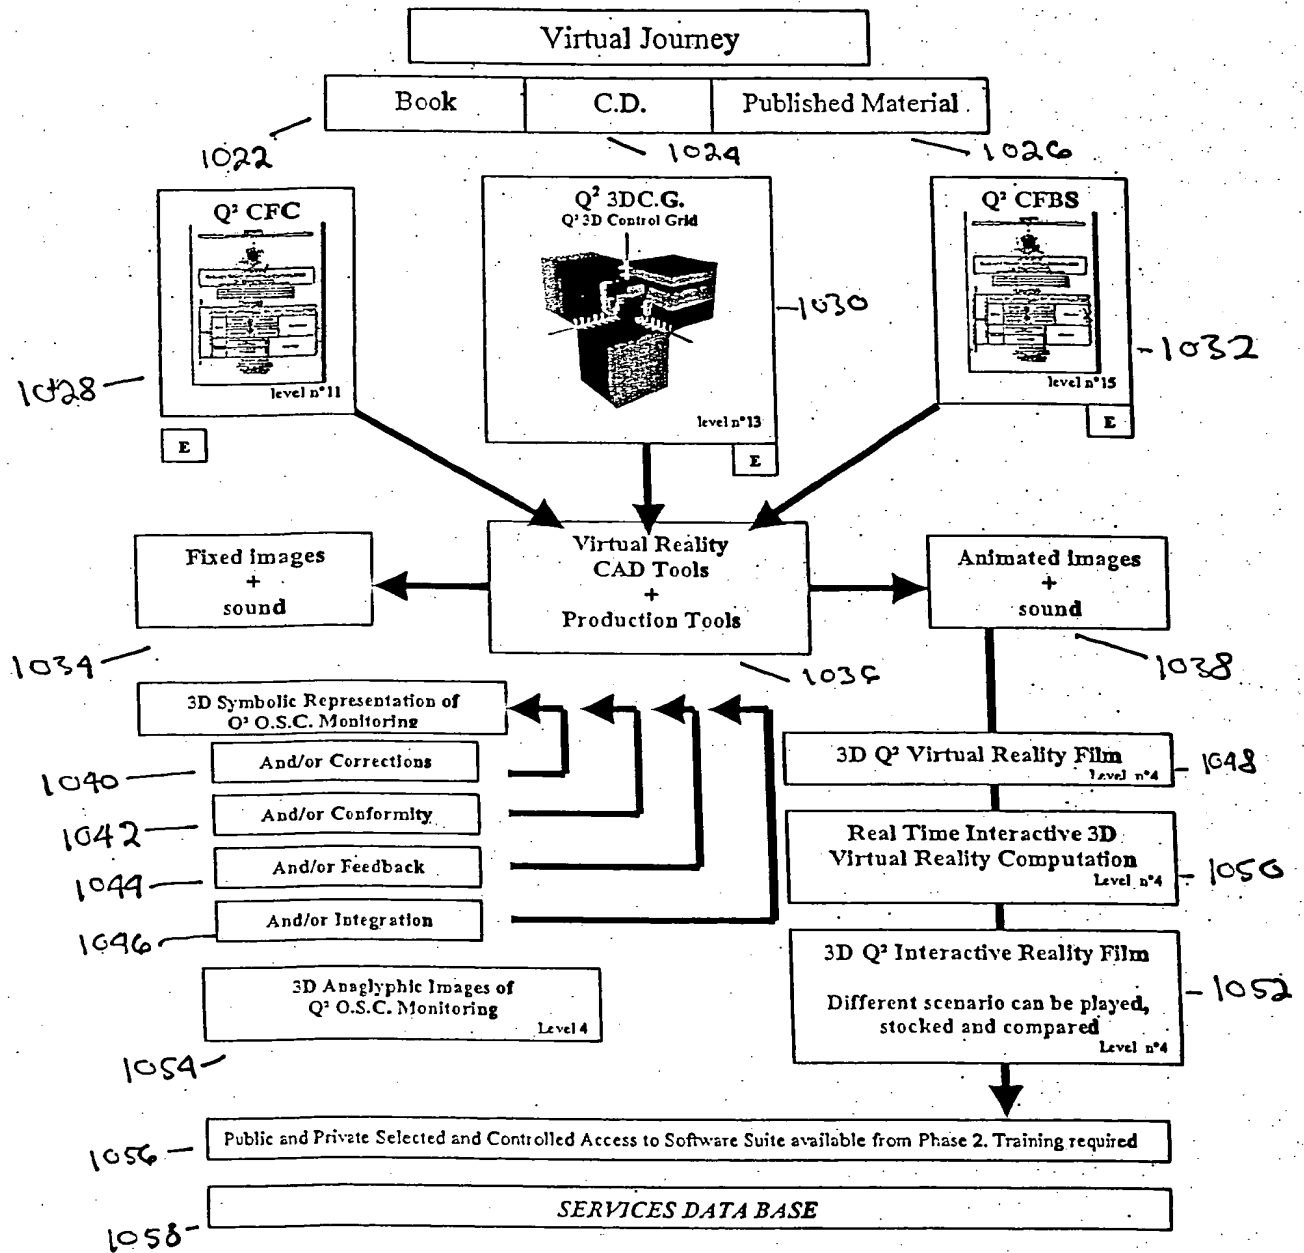 Virtual Journey
Book
C.D.
Published Material
1022
1024
1026
Q² CFC
level n°11
E
1028
Q² 3DC.G.
Q² 3D Control Grid
level n°13
E
1030
Q² CFBS
level n°15
E
1032
Fixed images
+
sound
1034
Virtual Reality
CAD Tools
+
Production Tools
1036
Animated images
+
sound
1038
3D Symbolic Representation of
Q² O.S.C. Monitoring
And/or Corrections
1040
And/or Conformity
1042
And/or Feedback
1044
And/or Integration
1046
3D Q² Virtual Reality Film
Level n°4
1048
Real Time Interactive 3D
Virtual Reality Computation
Level n°4
1050
3D Q² Interactive Reality Film
Different scenario can be played,
stocked and compared
Level n°4
1052
3D Anaglyphic Images of
Q² O.S.C. Monitoring
Level 4
1054
Public and Private Selected and Controlled Access to Software Suite available from Phase 2. Training required
1056
SERVICES DATA BASE
1058